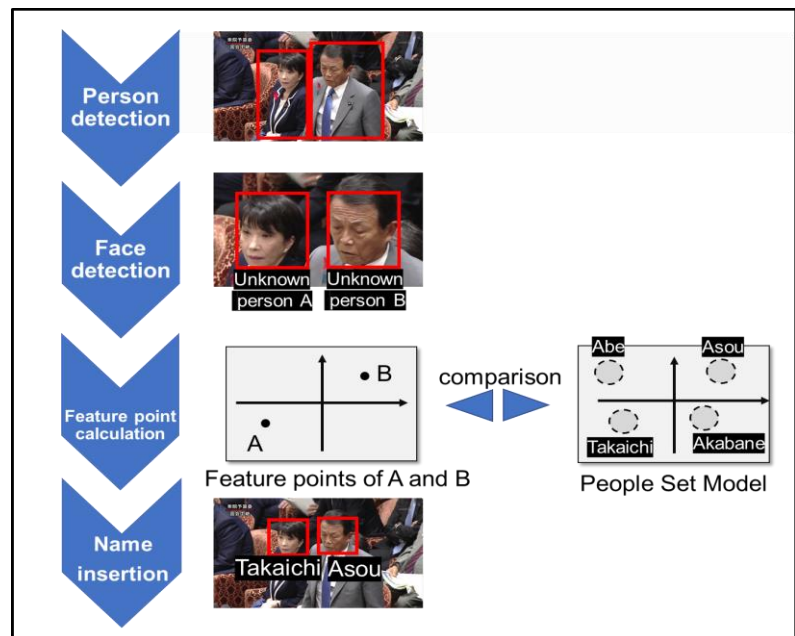 Person
detection
Face
detection
Unknown
person A
Unknown
person B
Feature point
calculation
A
B
Feature points of A and B
comparison
Abe
Asou
Takaichi
Akabane
People Set Model
Name
insertion
Takaichi
Asou